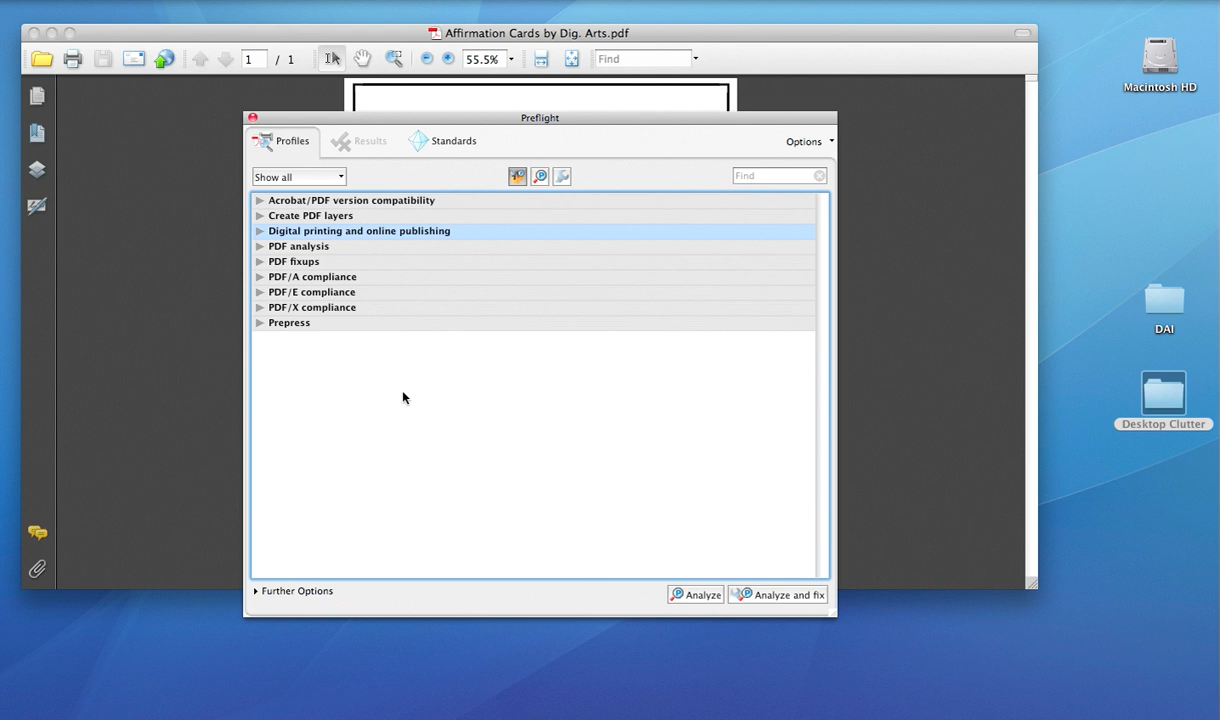 Affirmation Cards by Dig. Arts.pdf
1 / 1 55.5% Find
Macintosh HD
Preflight
Profiles Results Standards Options
Show all Find
Acrobat/PDF version compatibility
Create PDF layers
Digital printing and online publishing
PDF analysis
PDF fixups
PDF/A compliance
PDF/E compliance
PDF/X compliance
Prepress
DAI
Desktop Clutter
Further Options Analyze Analyze and fix